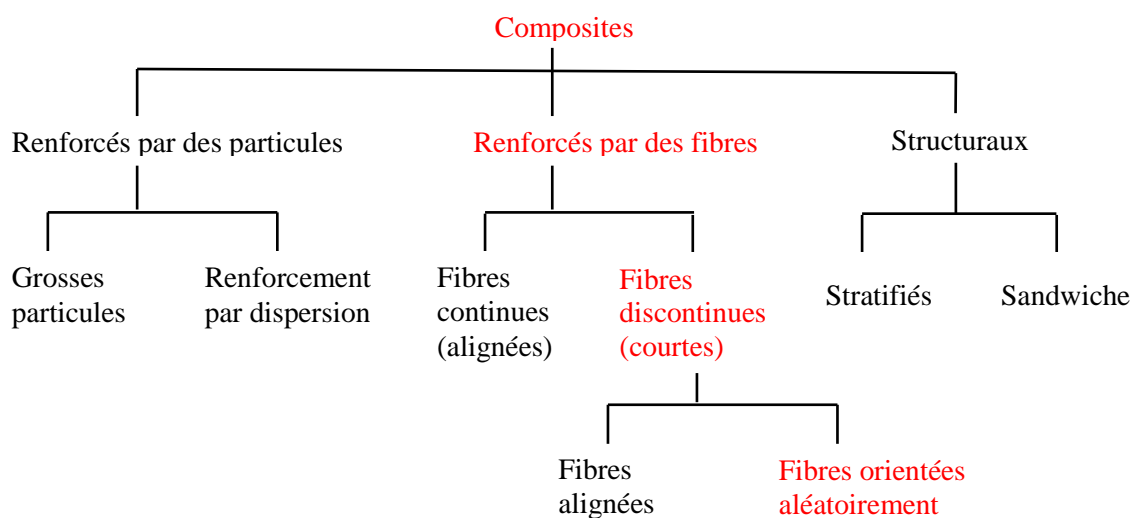 Composites
Renforcés par des particules
Renforcés par des fibres
Structuraux
Grosses
particules
Renforcement
par dispersion
Fibres
continues
(alignées)
Fibres
discontinues
(courtes)
Stratifiés
Sandwiche
Fibres
alignées
Fibres orientées
aléatoirement